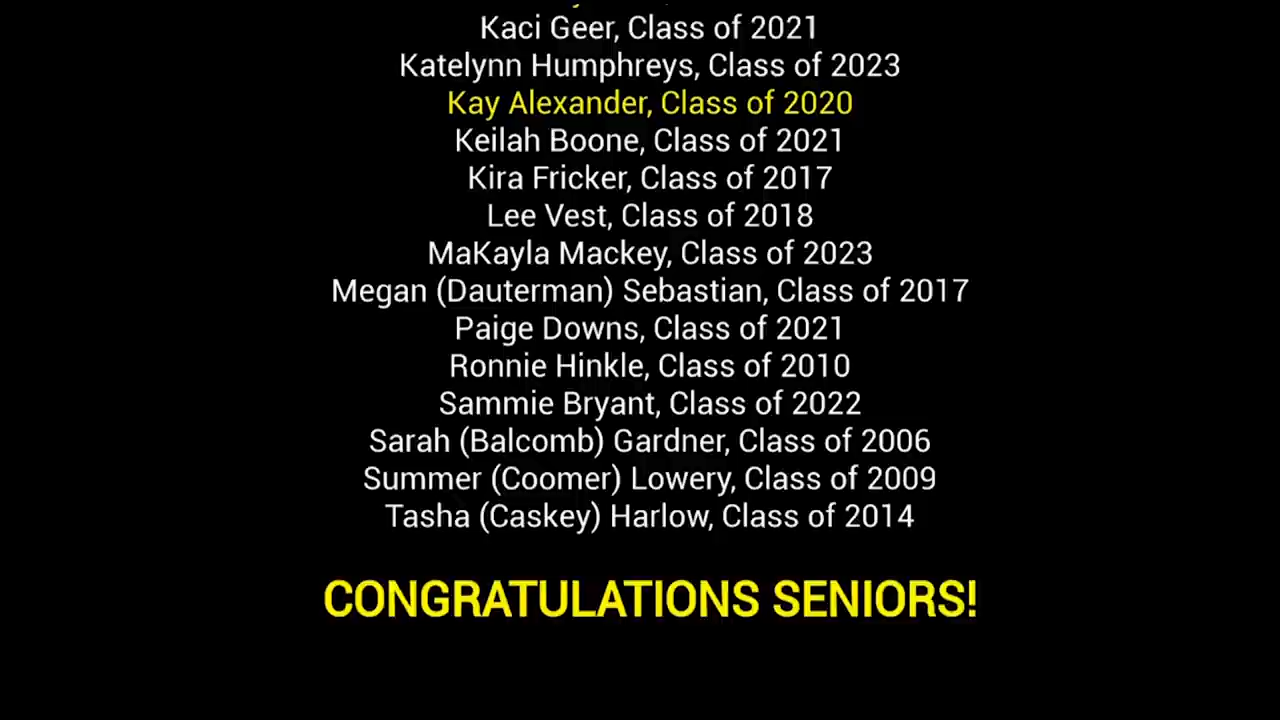 Kaci Geer, Class of 2021
Katelynn Humphreys, Class of 2023
Kay Alexander, Class of 2020
Keilah Boone, Class of 2021
Kira Fricker, Class of 2017
Lee Vest, Class of 2018
MaKayla Mackey, Class of 2023
Megan (Dauterman) Sebastian, Class of 2017
Paige Downs, Class of 2021
Ronnie Hinkle, Class of 2010
Sammie Bryant, Class of 2022
Sarah (Balcomb) Gardner, Class of 2006
Summer (Coomer) Lowery, Class of 2009
Tasha (Caskey) Harlow, Class of 2014
CONGRATULATIONS SENIORS!